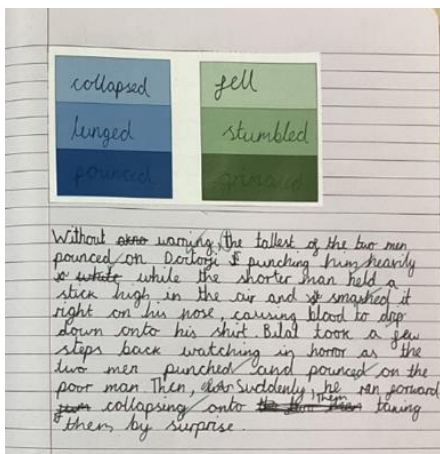 collapsed
lunged
pounced
fell
stumbled
grimaced
Without warning, the tallest of the two men
pounced on Doctor punching him heavily
while the shorter man held a
stick high in the air and smashed it
right on his nose, causing blood to drip
down onto his shirt. Bilal took a few
steps back watching in horror as the
two men punched and pounced on the
poor man. Then, suddenly, he ran forward
collapsing onto them taking
them by surprise.